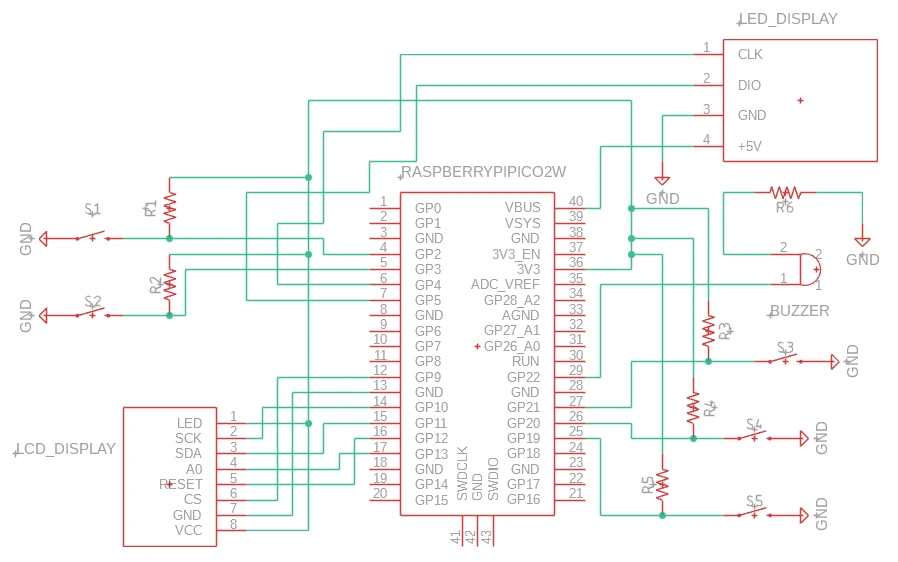 LED_DISPLAY
1 CLK
2 DIO
3 GND
4 +5V
GND
RASPBERRYPIPICO2W
1 GP0 VBUS 40
2 GP1 VSYS 39
3 GND GND 38
4 GP2 3V3_EN 37
5 GP3 3V3 36
6 GP4 ADC_VREF 35
7 GP5 GP28_A2 34
8 GND AGND 33
9 GP6 GP27_A1 32
10 GP7 GP26_A0 31
11 GP8 RUN 30
12 GP9 GP22 29
13 GND GND 28
14 GP10 GP21 27
15 GP11 GP20 26
16 GP12 GP19 25
17 GP13 GP18 24
18 GND GND 23
19 GP14 GP17 22
20 GP15 GP16 21
SWDCLK
GND
SWDIO
41
42
43
S1
GND
R1
S2
GND
R2
LCD_DISPLAY
LED 1
SCK 2
SDA 3
A0 4
RESET 5
CS 6
GND 7
VCC 8
R6
GND
2 2
1 1
BUZZER
R3
S3
GND
R4
S4
GND
R5
S5
GND